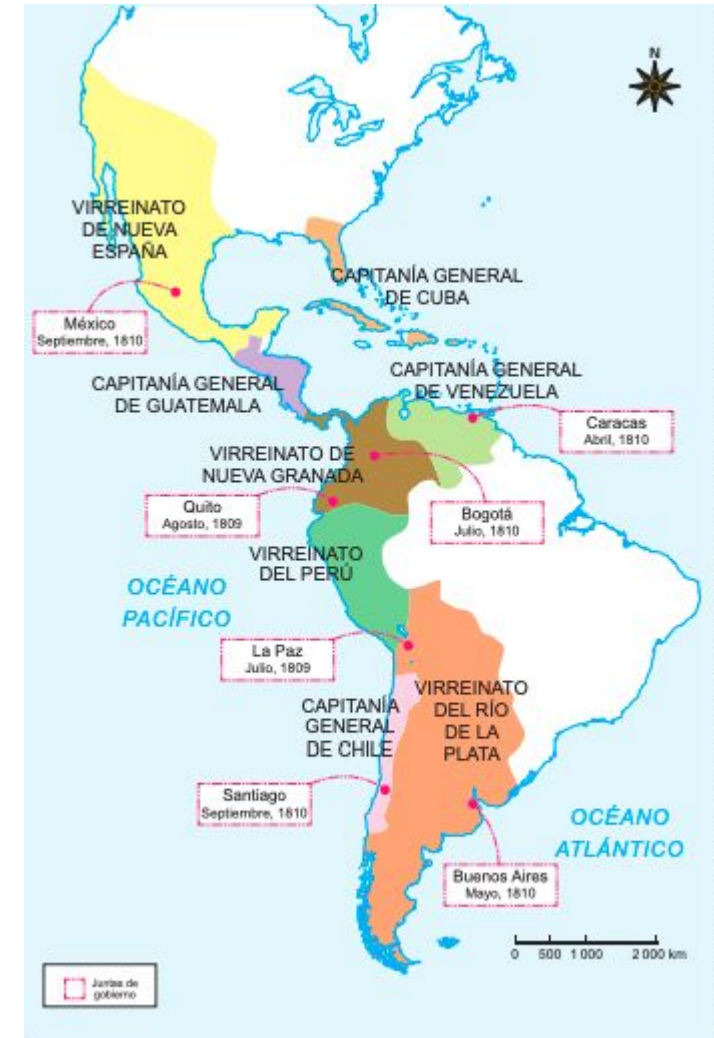 N
VIRREINATO
DE NUEVA
ESPAÑA
CAPITANÍA GENERAL
DE CUBA
México
Septiembre, 1810
CAPITANÍA GENERAL
DE GUATEMALA
CAPITANÍA GENERAL
DE VENEZUELA
Caracas
Abril, 1810
VIRREINATO DE
NUEVA GRANADA
Quito
Agosto, 1809
Bogotá
Julio, 1810
VIRREINATO
DEL PERÚ
OCÉANO
PACÍFICO
La Paz
Julio, 1809
CAPITANÍA
GENERAL
DE CHILE
VIRREINATO
DEL RÍO
DE LA
PLATA
Santiago
Septiembre, 1810
OCÉANO
ATLÁNTICO
Buenos Aires
Mayo, 1810
0 500 1 000 2 000 km
Juntas de
gobierno